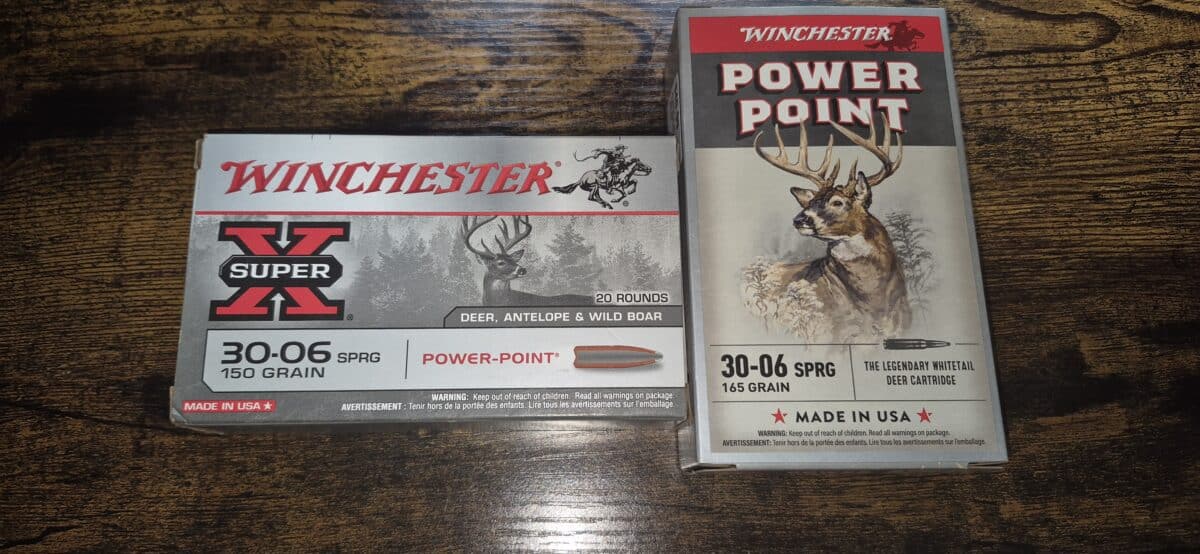 WINCHESTER®
SUPER X®
20 ROUNDS
DEER, ANTELOPE & WILD BOAR
30-06 SPRG
150 GRAIN
POWER-POINT®
MADE IN USA
WARNING: Keep out of reach of children. Read all warnings on package.
AVERTISSEMENT : Tenir hors de la portée des enfants. Lire tous les avertissements sur l'emballage.
WINCHESTER
POWER
POINT
30-06 SPRG
165 GRAIN
THE LEGENDARY WHITETAIL
DEER CARTRIDGE
MADE IN USA
WARNING: Keep out of reach of children. Read all warnings on package.
AVERTISSEMENT: Tenir hors de la portée des enfants. Lire tous les avertissements sur l'emballage.